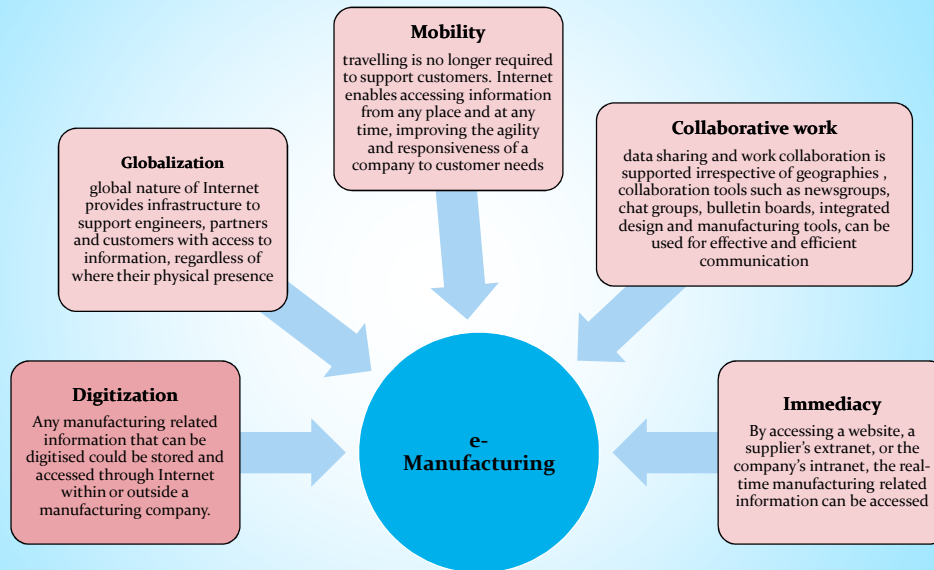 Mobility
travelling is no longer required
to support customers. Internet
enables accessing information
from any place and at any
time, improving the agility
and responsiveness of a
company to customer needs
Globalization
global nature of Internet
provides infrastructure to
support engineers, partners
and customers with access to
information, regardless of
where their physical presence
Collaborative work
data sharing and work collaboration is
supported irrespective of geographies ,
collaboration tools such as newsgroups,
chat groups, bulletin boards, integrated
design and manufacturing tools, can be
used for effective and efficient
communication
Digitization
Any manufacturing related
information that can be
digitised could be stored and
accessed through Internet
within or outside a
manufacturing company.
e-
Manufacturing
Immediacy
By accessing a website, a
supplier's extranet, or the
company's intranet, the real-
time manufacturing related
information can be accessed